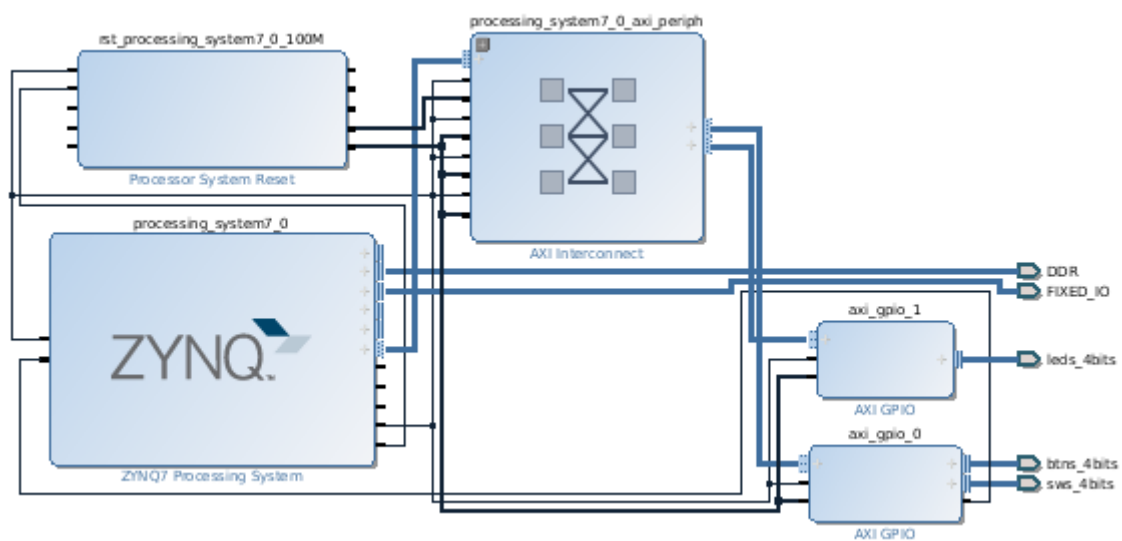 processing_system7_0_axi_periph
rst_processing_system7_0_100M
Processor System Reset
AXI Interconnect
processing_system7_0
ZYNQ™
ZYNQ7 Processing System
DDR
FIXED_IO
axi_gpio_1
leds_4bits
AXI GPIO
axi_gpio_0
btns_4bits
sws_4bits
AXI GPIO